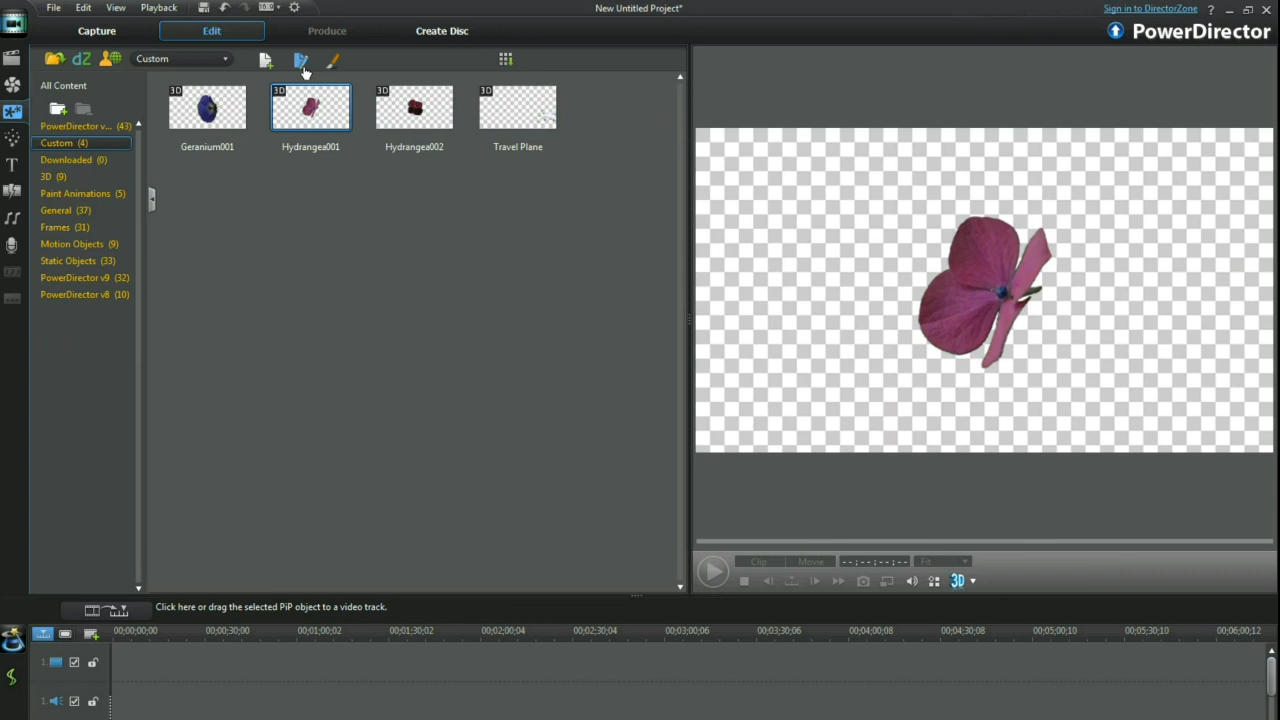 File Edit View Playback New Untitled Project* Sign in to DirectorZone ?
Capture Edit Produce Create Disc PowerDirector
dZ Custom
All Content
PowerDirector v... (43)
Custom (4)
Downloaded (0)
3D (9)
Paint Animations (5)
General (37)
Frames (31)
Motion Objects (9)
Static Objects (33)
PowerDirector v9 (32)
PowerDirector v8 (10)
3D 3D 3D 3D
Geranium001 Hydrangea001 Hydrangea002 Travel Plane
Clip Movie --;--;--;-- Fit
3D
Click here or drag the selected PiP object to a video track.
00;00;00;00 00;00;30;00 00;01;00;02 00;01;30;02 00;02;00;04 00;02;30;04 00;03;00;06 00;03;30;06 00;04;00;08 00;04;30;08 00;05;00;10 00;05;30;10 00;06;00;12
1.
1.